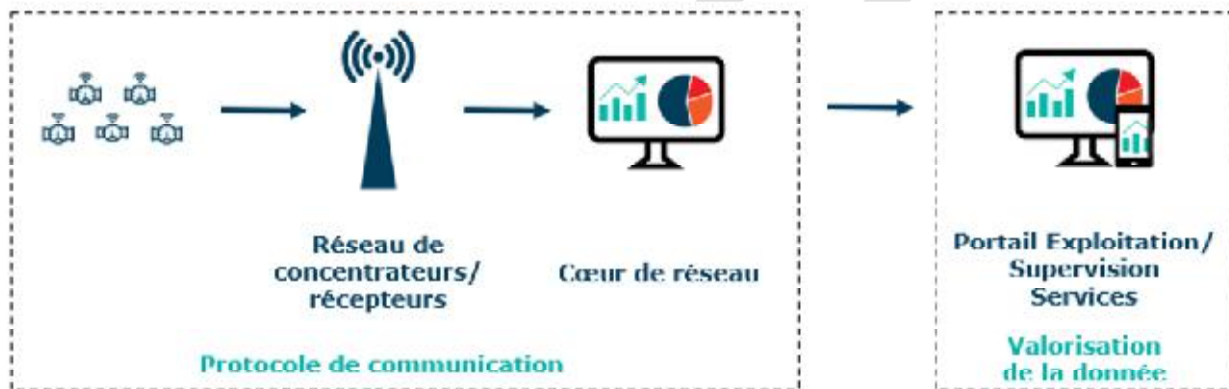 Réseau de
concentrateurs/
récepteurs
Cœur de réseau
Protocole de communication
Portail Exploitation/
Supervision
Services
Valorisation
de la donnée